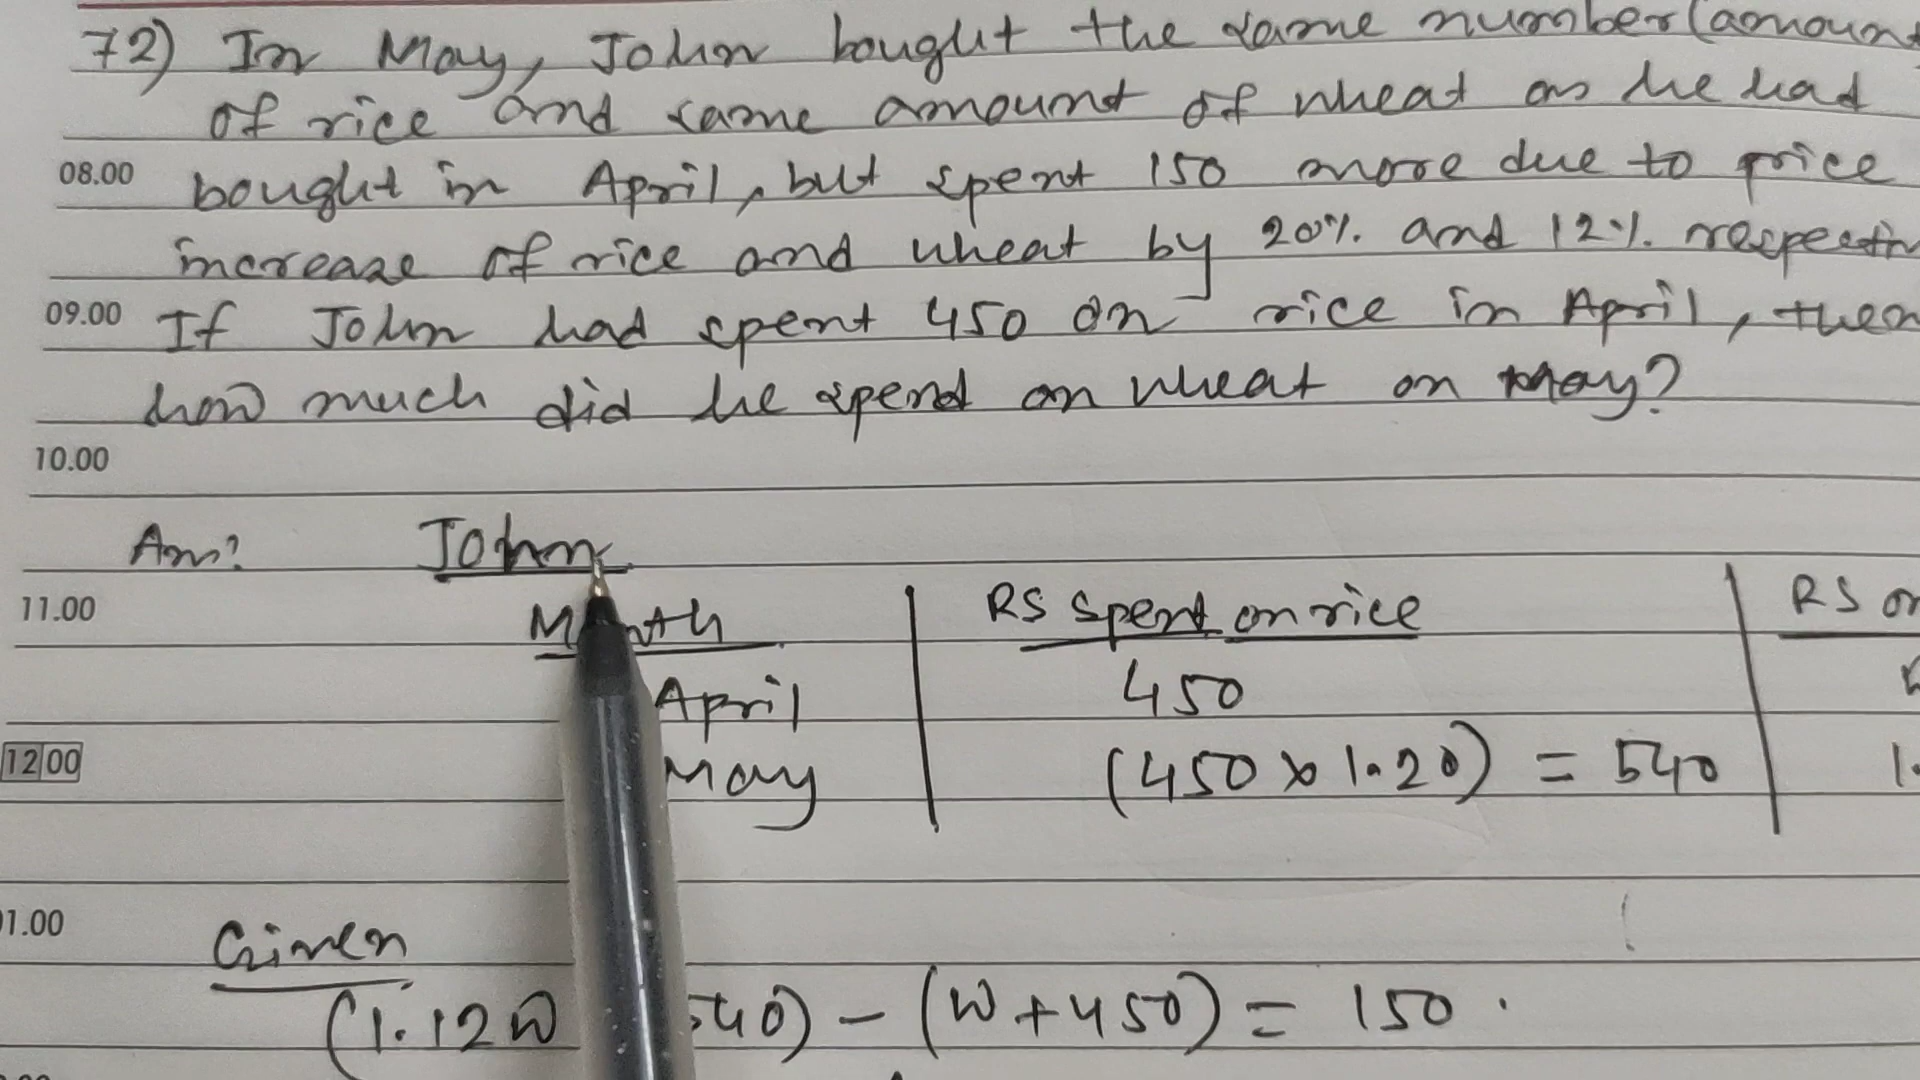 72) In May, John bought the same number (amount
of rice and same amount of wheat as he had
08.00 bought in April, but spent 150 more due to price
increase of rice and wheat by 20% and 12%.
09.00 If John had spent 450 on rice in April, then
how much did he spend on wheat on May?
10.00
Ans: John
11.00 Month RS spent on rice RS on
April 450
12 00 May (450 x 1.20) = 540 1.
Given
(1.12W 540) - (W + 450) = 150.